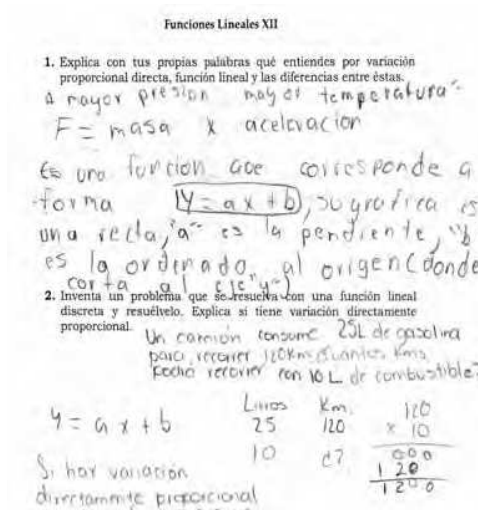 Funciones Lineales XII
1. Explica con tus propias palabras qué entiendes por variación
proporcional directa, función lineal y las diferencias entre éstas.
"A mayor presion mayor temperatura"
F = masa x aceleracion
Es una funcion que corresponde a
forma Y = ax + b, su grafica es
una recta, "a" es la pendiente, "b
es la ordenada al origen (donde
corta al eje "y")
2. Inventa un problema que se resuelva con una función lineal
discreta y resuélvelo. Explica si tiene variación directamente
proporcional.
Un camion consume 25L de gasolina
para recorrer 120Km ¿Cuantos Kms
Podra recorrer con 10 L de combustible?
y = a x + b
Litros Km. 120
25 120 x 10
10 ¿? 000
120
1200
Si hay variación
directamente proporcional